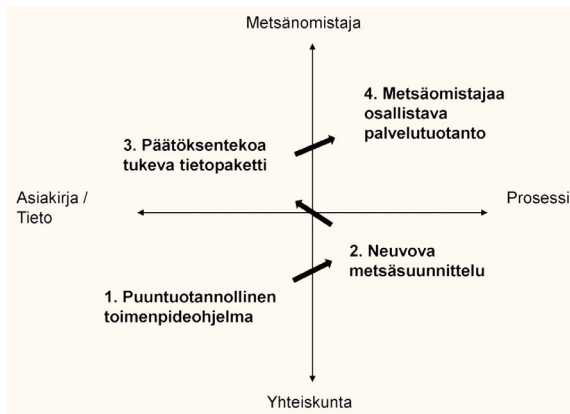 Metsänomistaja
4. Metsäomistajaa
osallistava
palvelutuotanto
3. Päätöksentekoa
tukeva tietopaketti
Asiakirja /
Tieto
Prosessi
2. Neuvova
metsäsuunnittelu
1. Puuntuotannollinen
toimenpideohjelma
Yhteiskunta